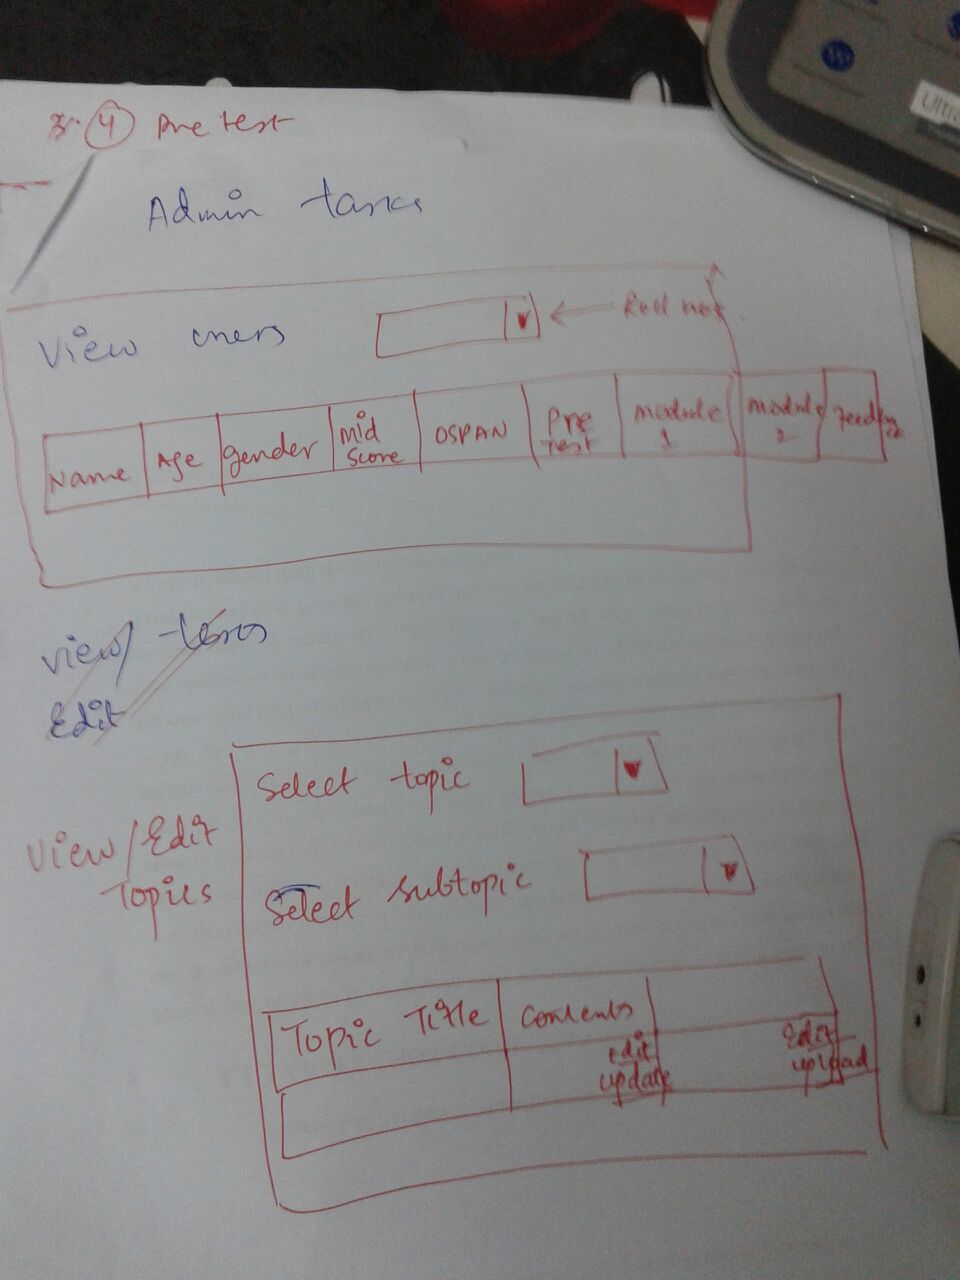 3. 4 Pre test
Admin tasks
View users
Roll nos.
Name Age gender Mid Score OSPAN Pre Test Module 1 Module 2
View/
Edit
Select topic
View/Edit
Topics
Select subtopic
Topic Title Contents
Edit update
Edit upload